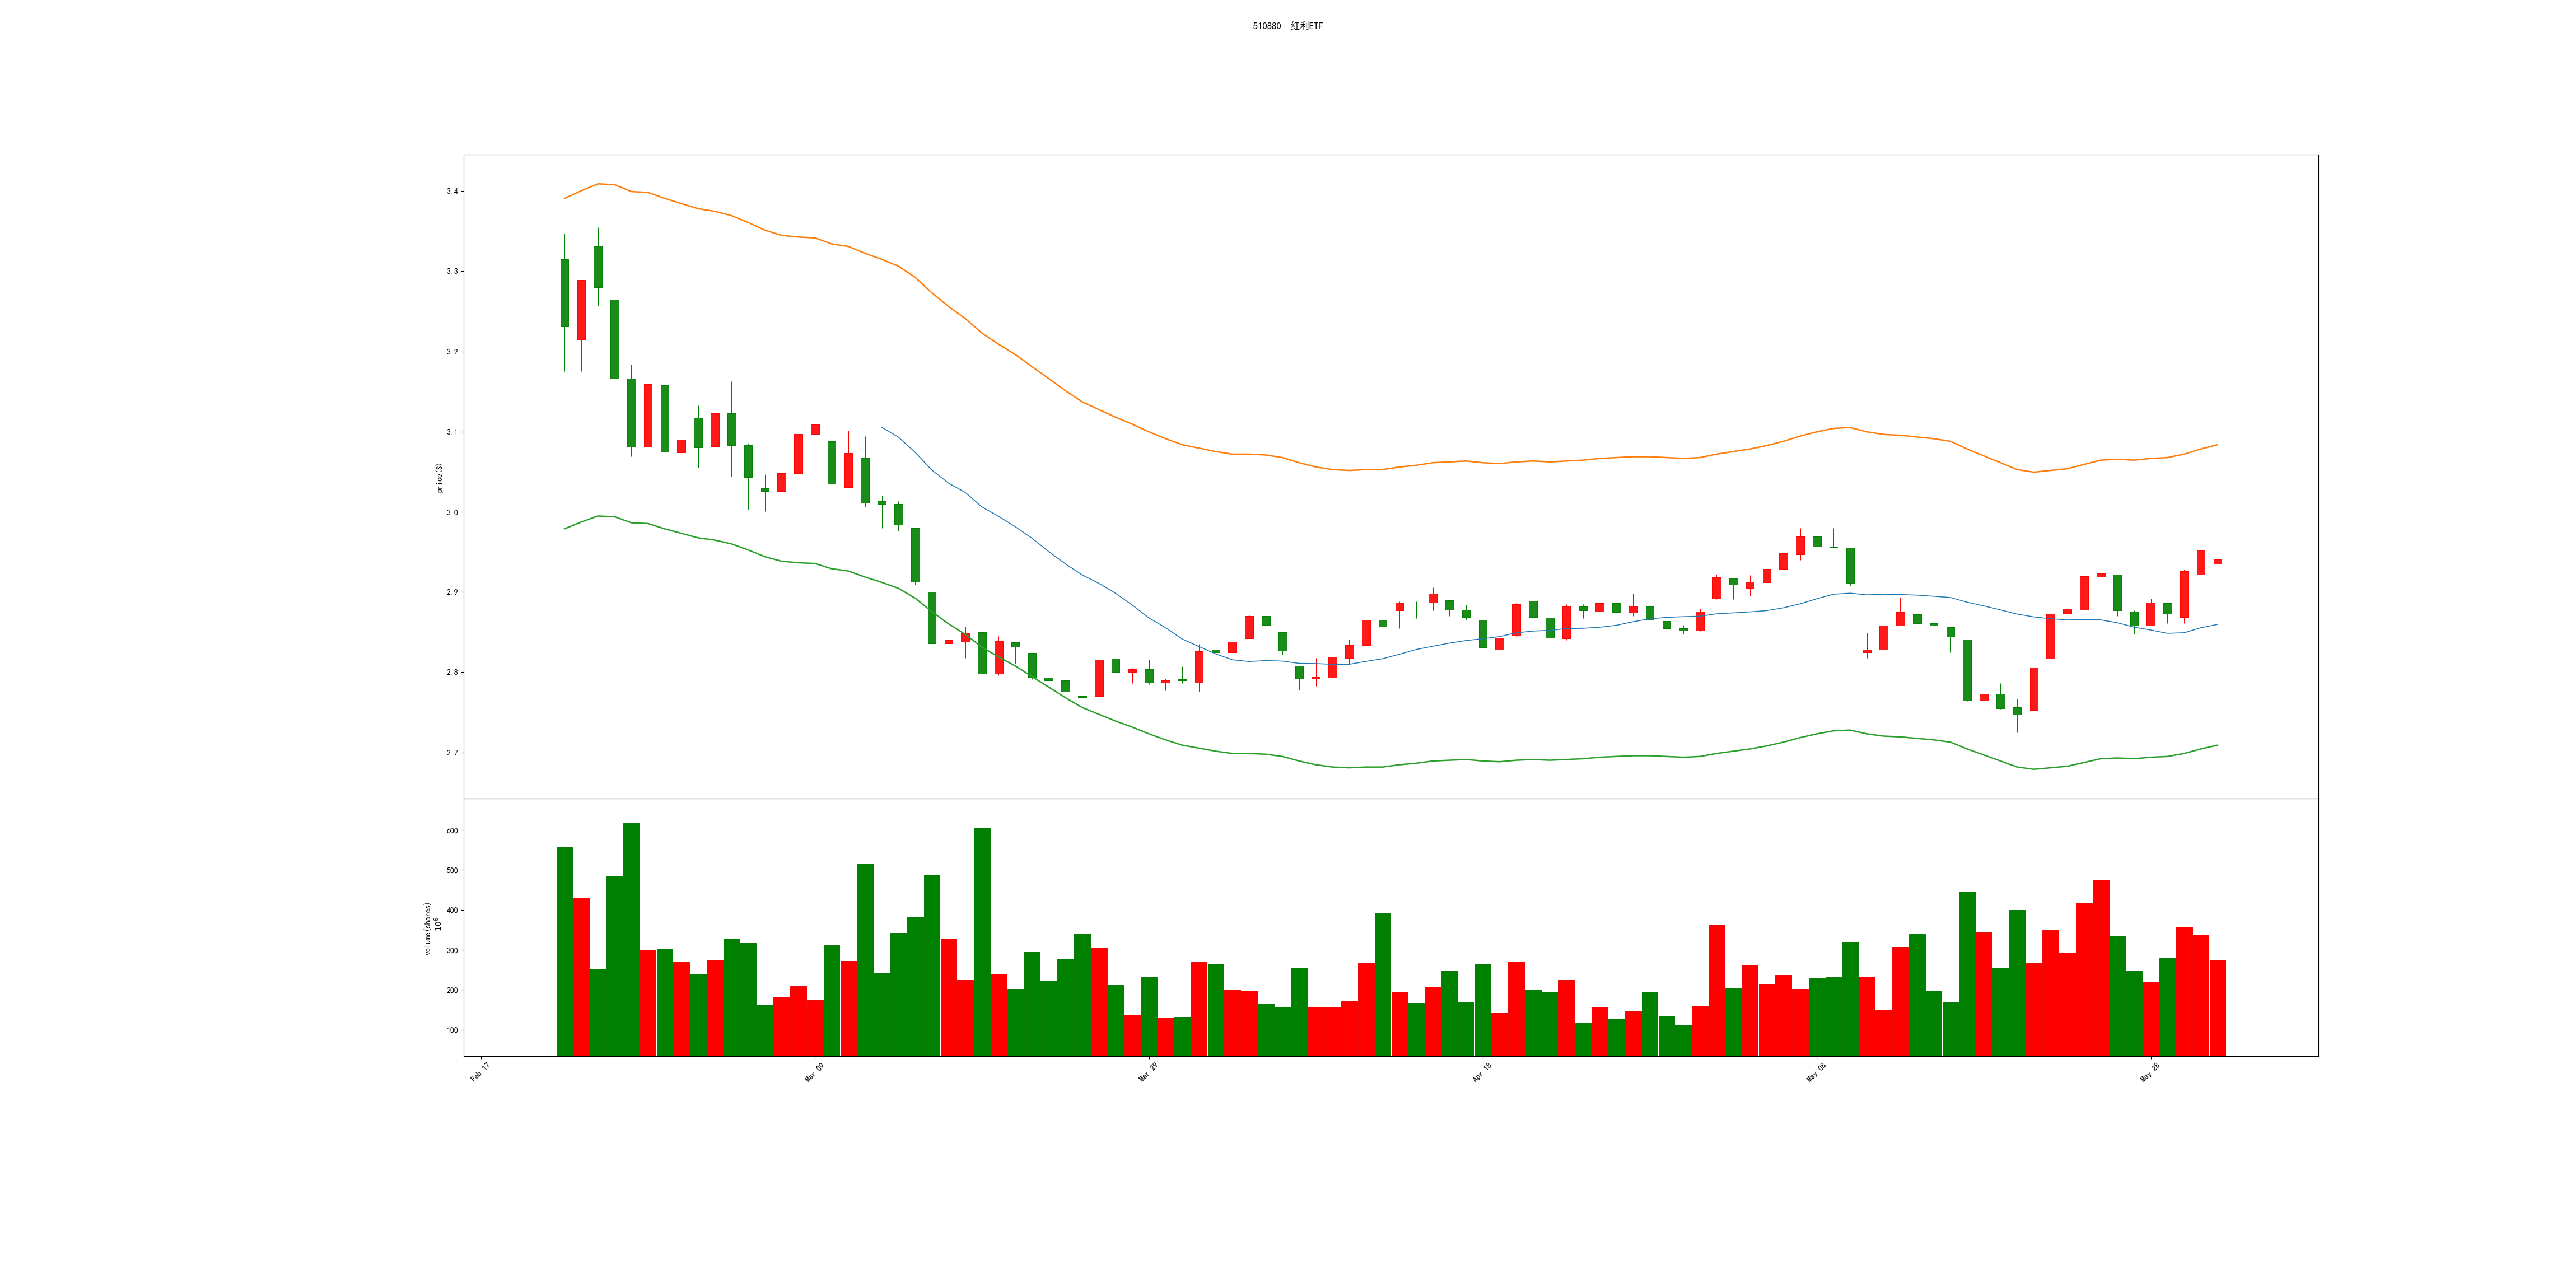 510880 红利ETF
price($)
3.4
3.3
3.2
3.1
3.0
2.9
2.8
2.7
volume(shares)
10^6
600
500
400
300
200
100
Feb 17
Mar 09
Mar 29
Apr 18
May 08
May 28